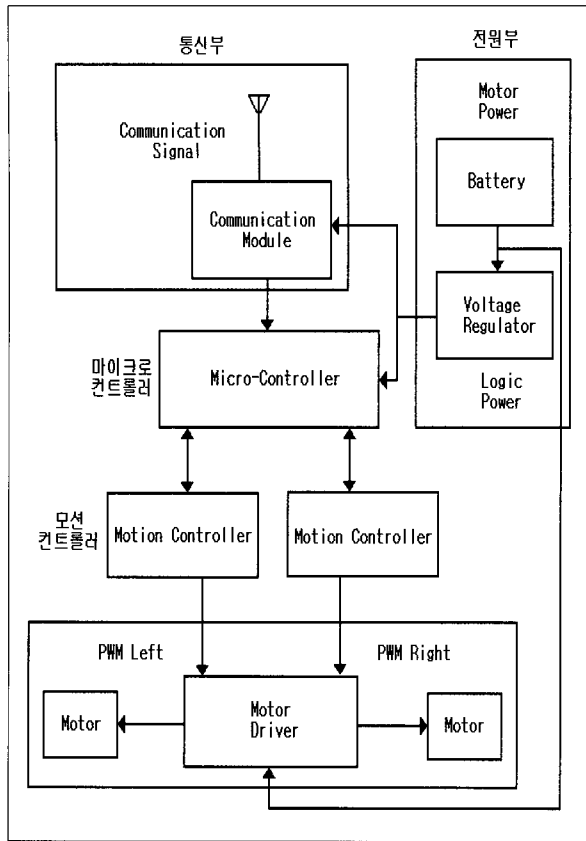 통신부
전원부
Communication
Signal
Motor
Power
Battery
Communication
Module
Voltage
Regulator
Logic
Power
마이크로
컨트롤러
Micro-Controller
모션
컨트롤러
Motion Controller
Motion Controller
PWM Left
PWM Right
Motor
Motor
Driver
Motor